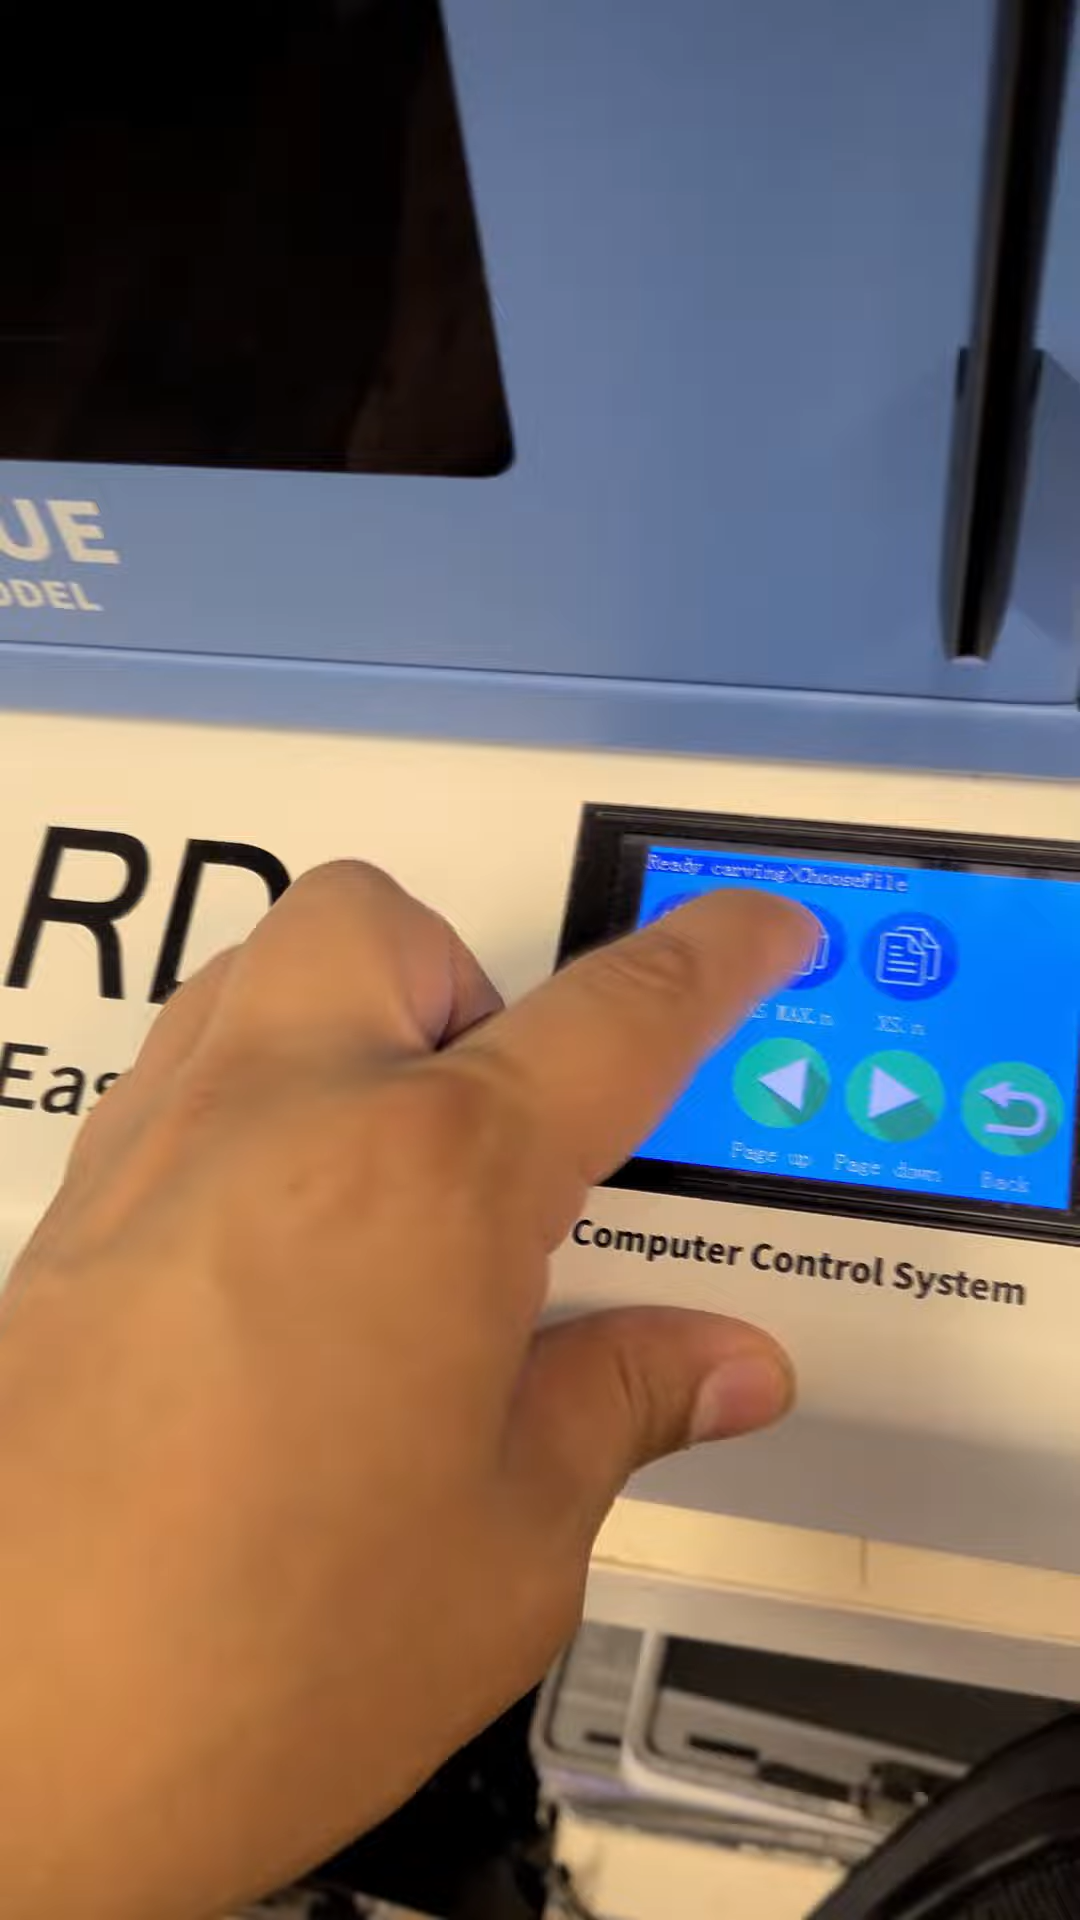 UE
ODEL
RD
Eas
Ready carving>ChooseFile
MAX.n
XS.n
Page up
Page down
Back
Computer Control System